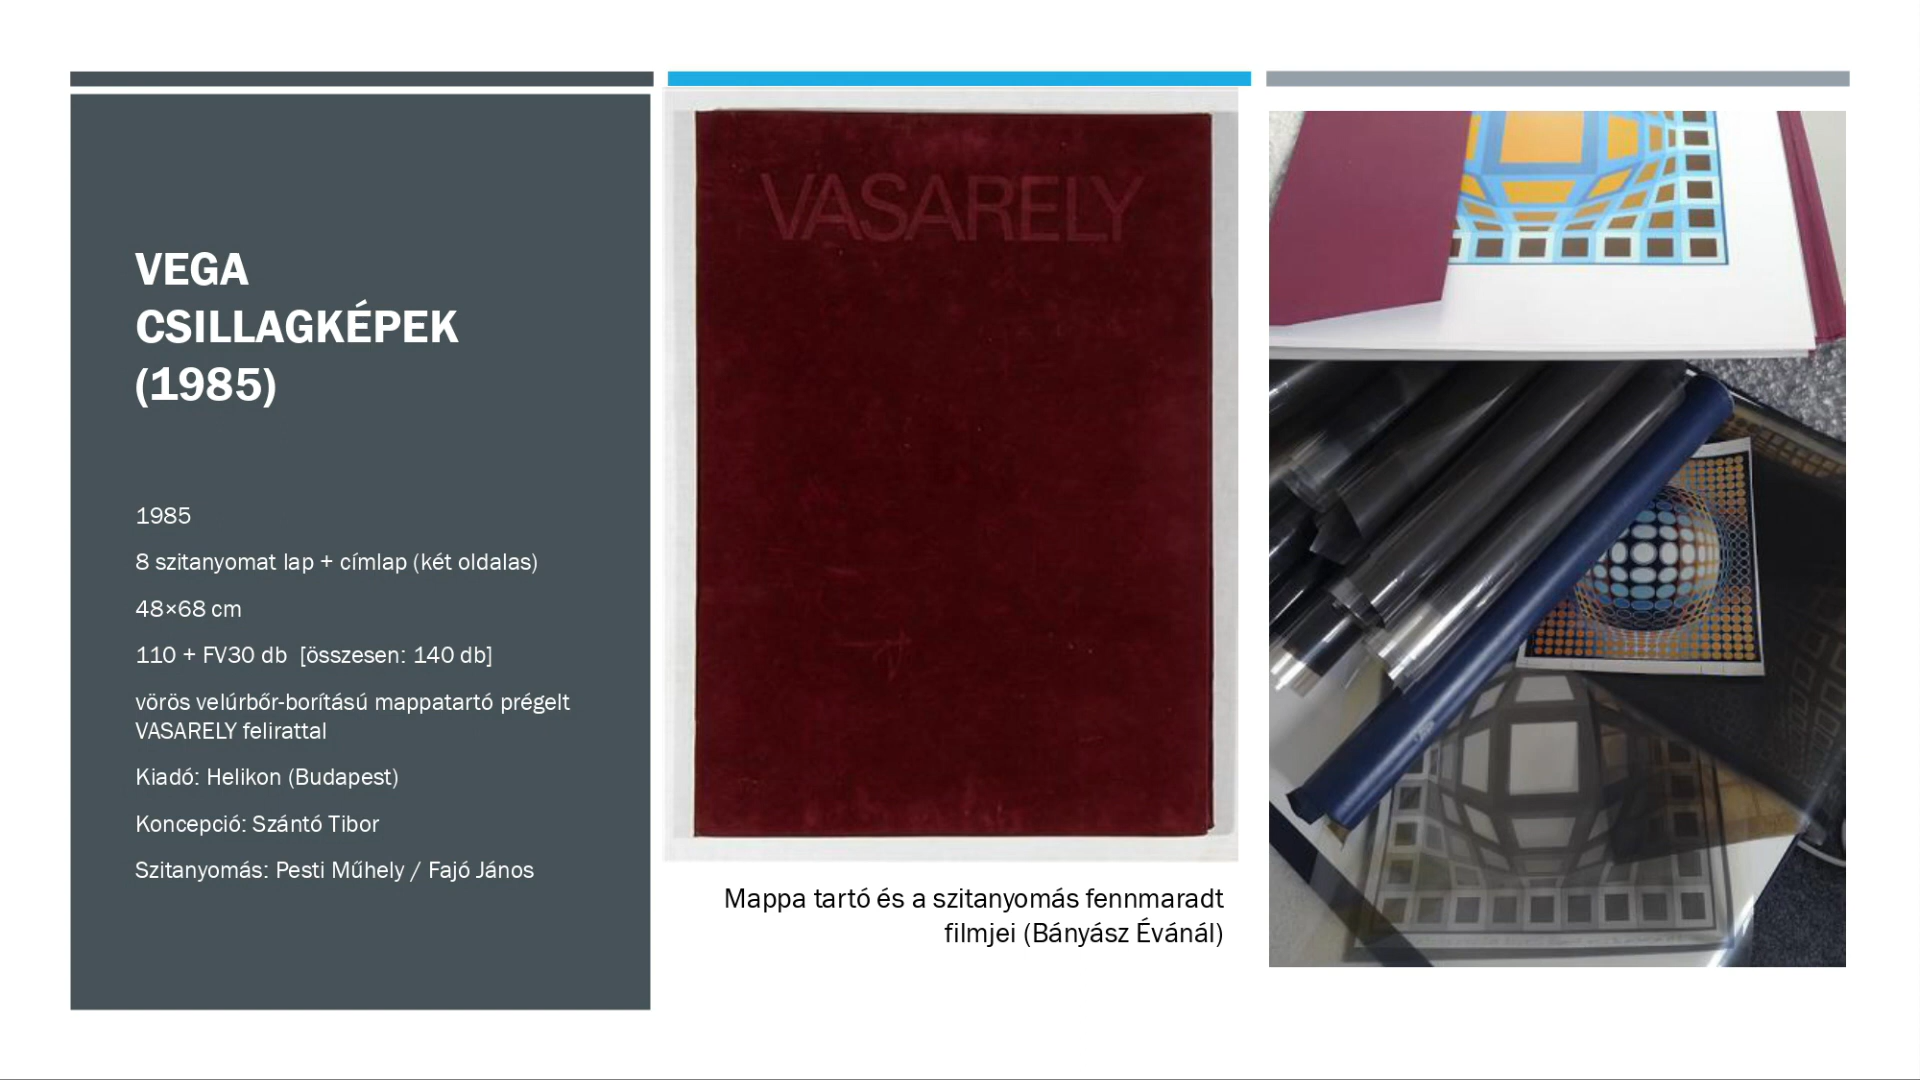 VEGA
CSILLAGKÉPEK
(1985)
1985
8 szitanyomat lap + címlap (két oldalas)
48×68 cm
110 + FV30 db  [összesen: 140 db]
vörös velúrbőr-borítású mappatartó prégelt
VASARELY felirattal
Kiadó: Helikon (Budapest)
Koncepció: Szántó Tibor
Szitanyomás: Pesti Műhely / Fajó János
VASARELY
Mappa tartó és a szitanyomás fennmaradt
filmjei (Bányász Évánál)